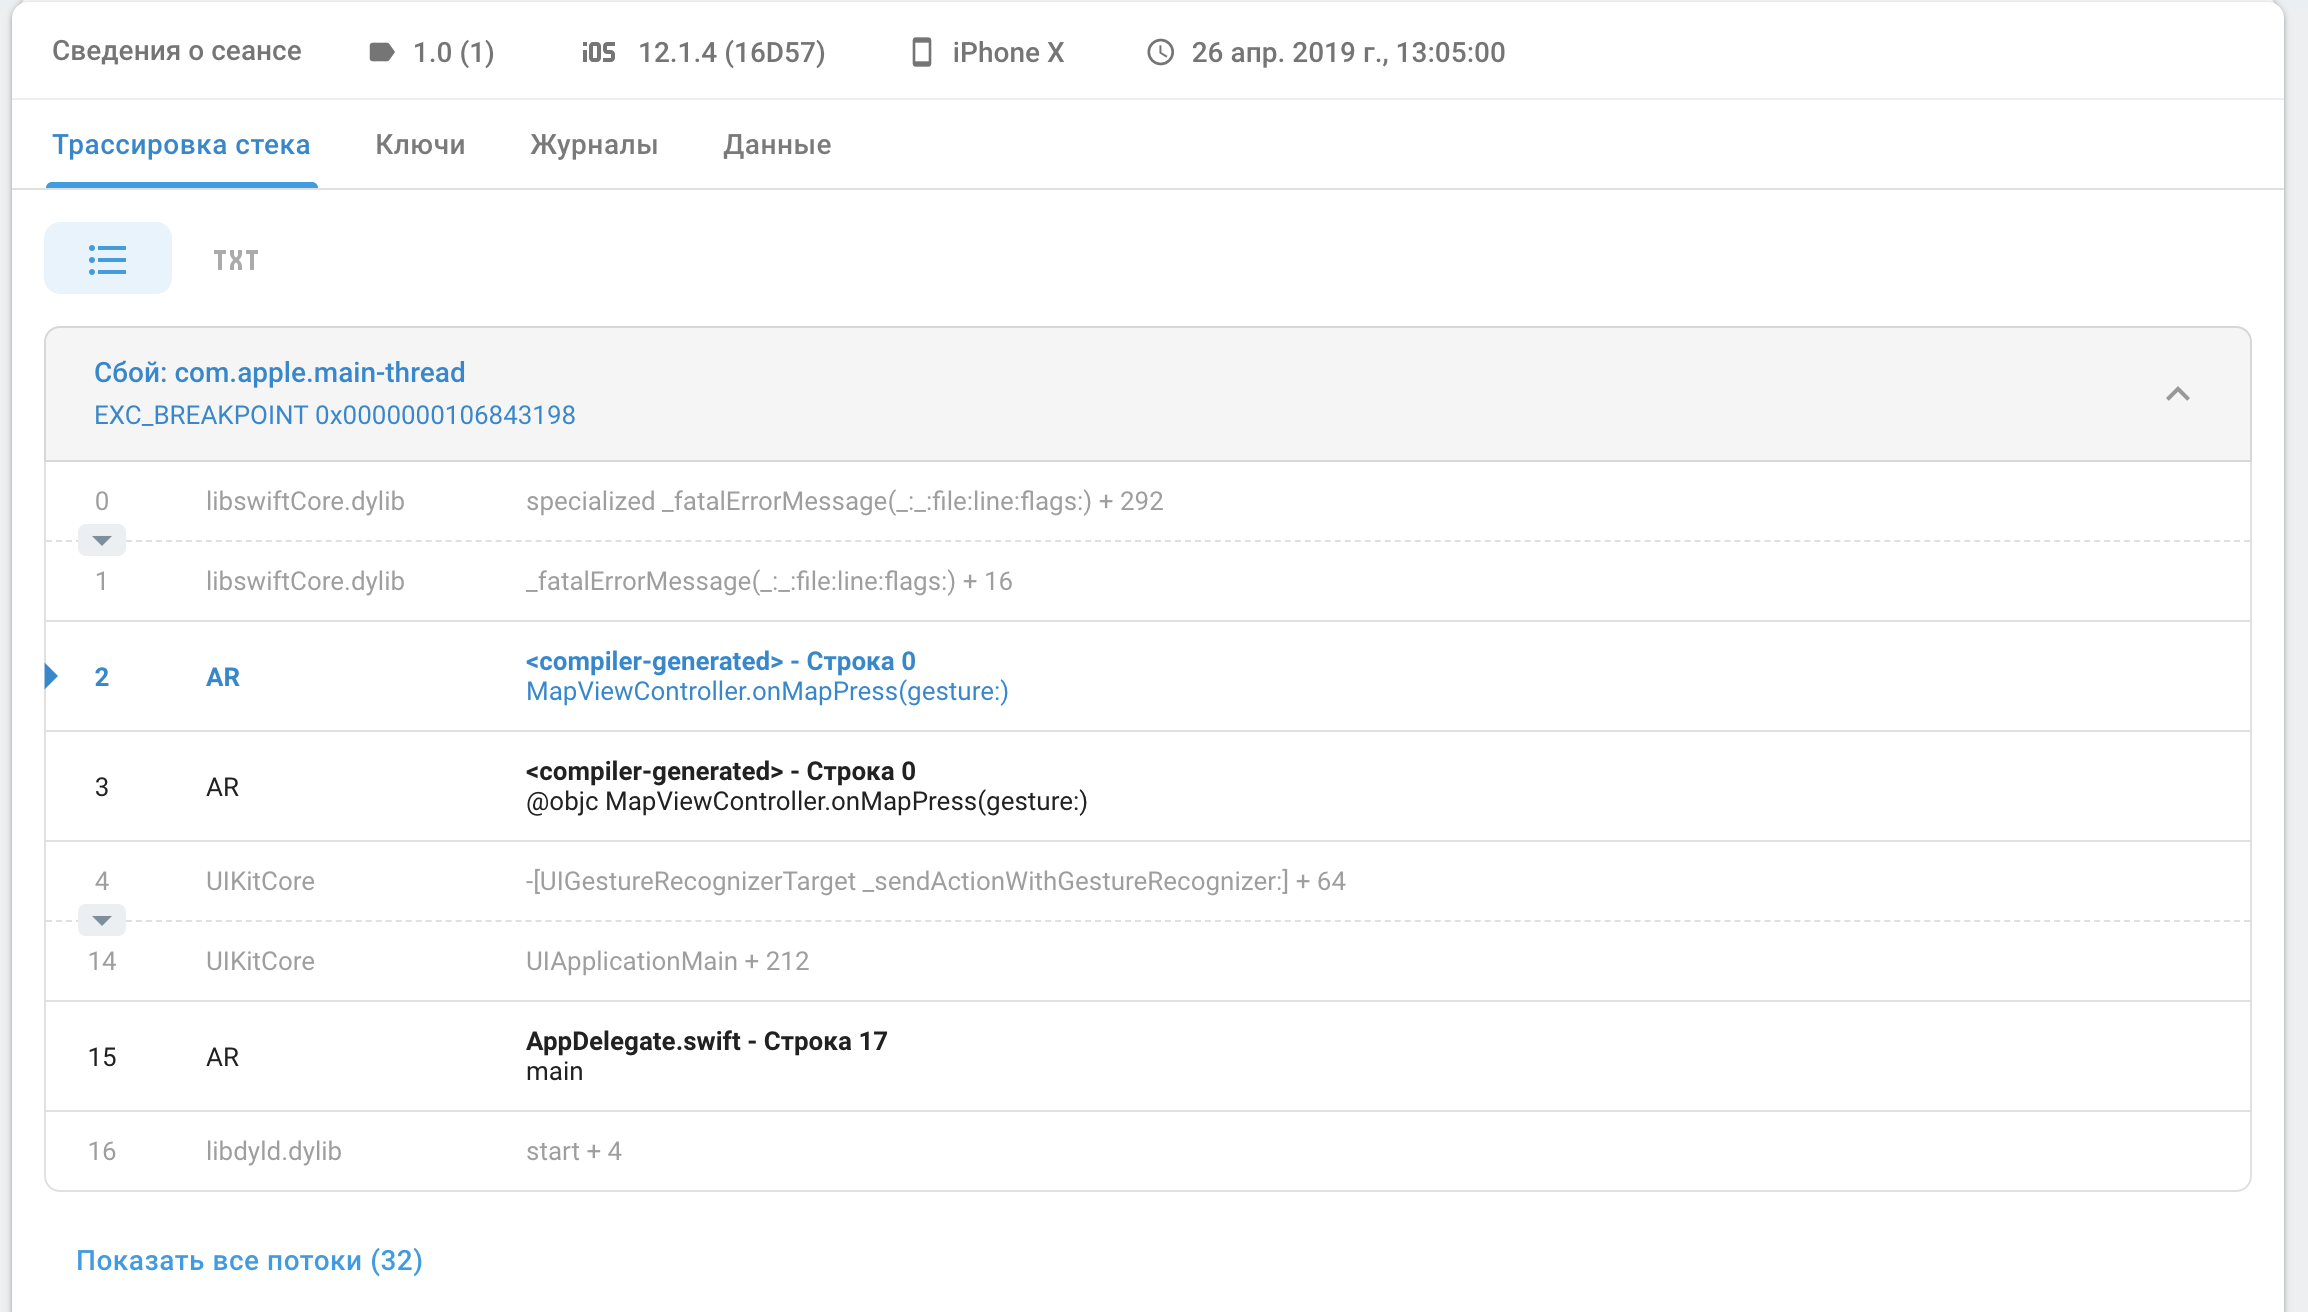 Сведения о сеансе 1.0 (1) iOS 12.1.4 (16D57) iPhone X 26 апр. 2019 г., 13:05:00
Трассировка стека Ключи Журналы Данные
TXT
Сбой: com.apple.main-thread
EXC_BREAKPOINT 0x0000000106843198
0 libswiftCore.dylib specialized _fatalErrorMessage(_:_:file:line:flags:) + 292
1 libswiftCore.dylib _fatalErrorMessage(_:_:file:line:flags:) + 16
2 AR <compiler-generated> - Строка 0
MapViewController.onMapPress(gesture:)
3 AR <compiler-generated> - Строка 0
@objc MapViewController.onMapPress(gesture:)
4 UIKitCore -[UIGestureRecognizerTarget _sendActionWithGestureRecognizer:] + 64
14 UIKitCore UIApplicationMain + 212
15 AR AppDelegate.swift - Строка 17
main
16 libdyld.dylib start + 4
Показать все потоки (32)